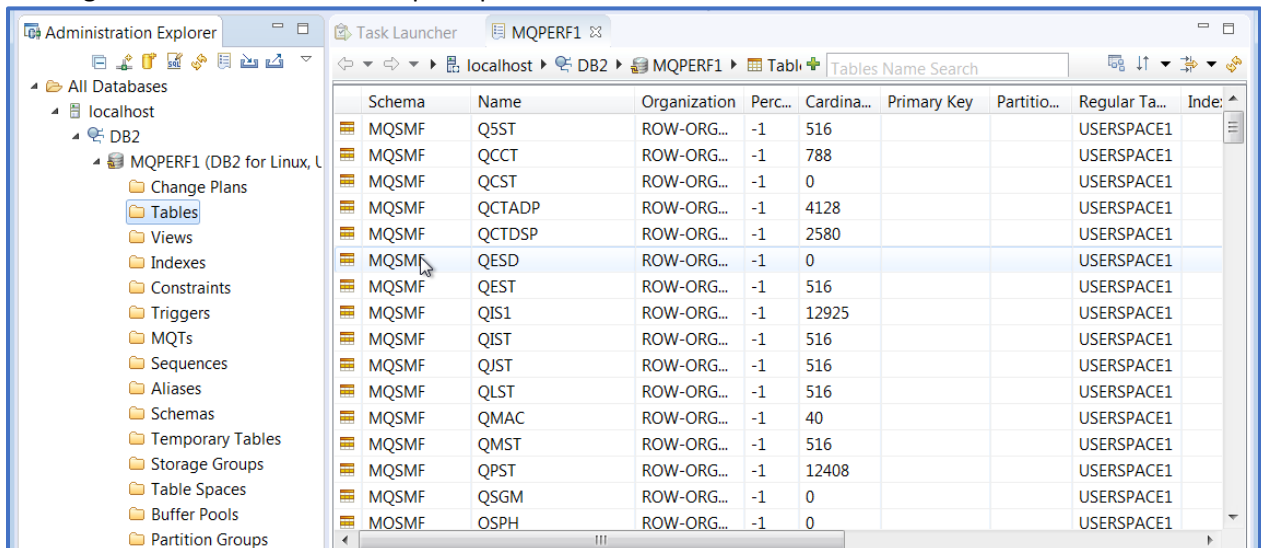 Administration Explorer
All Databases
localhost
DB2
MQPERF1 (DB2 for Linux, U
Change Plans
Tables
Views
Indexes
Constraints
Triggers
MQTs
Sequences
Aliases
Schemas
Temporary Tables
Storage Groups
Table Spaces
Buffer Pools
Partition Groups
Task Launcher MQPERF1
localhost DB2 MQPERF1 Tabl Tables Name Search
Schema Name Organization Perc... Cardina... Primary Key Partitio... Regular Ta... Inde
MQSMF Q5ST ROW-ORG... -1 516 USERSPACE1
MQSMF QCCT ROW-ORG... -1 788 USERSPACE1
MQSMF QCST ROW-ORG... -1 0 USERSPACE1
MQSMF QCTADP ROW-ORG... -1 4128 USERSPACE1
MQSMF QCTDSP ROW-ORG... -1 2580 USERSPACE1
MQSMF QESD ROW-ORG... -1 0 USERSPACE1
MQSMF QEST ROW-ORG... -1 516 USERSPACE1
MQSMF QIS1 ROW-ORG... -1 12925 USERSPACE1
MQSMF QIST ROW-ORG... -1 516 USERSPACE1
MQSMF QJST ROW-ORG... -1 516 USERSPACE1
MQSMF QLST ROW-ORG... -1 516 USERSPACE1
MQSMF QMAC ROW-ORG... -1 40 USERSPACE1
MQSMF QMST ROW-ORG... -1 516 USERSPACE1
MQSMF QPST ROW-ORG... -1 12408 USERSPACE1
MQSMF QSGM ROW-ORG... -1 0 USERSPACE1
MQSMF QSPH ROW-ORG... -1 0 USERSPACE1